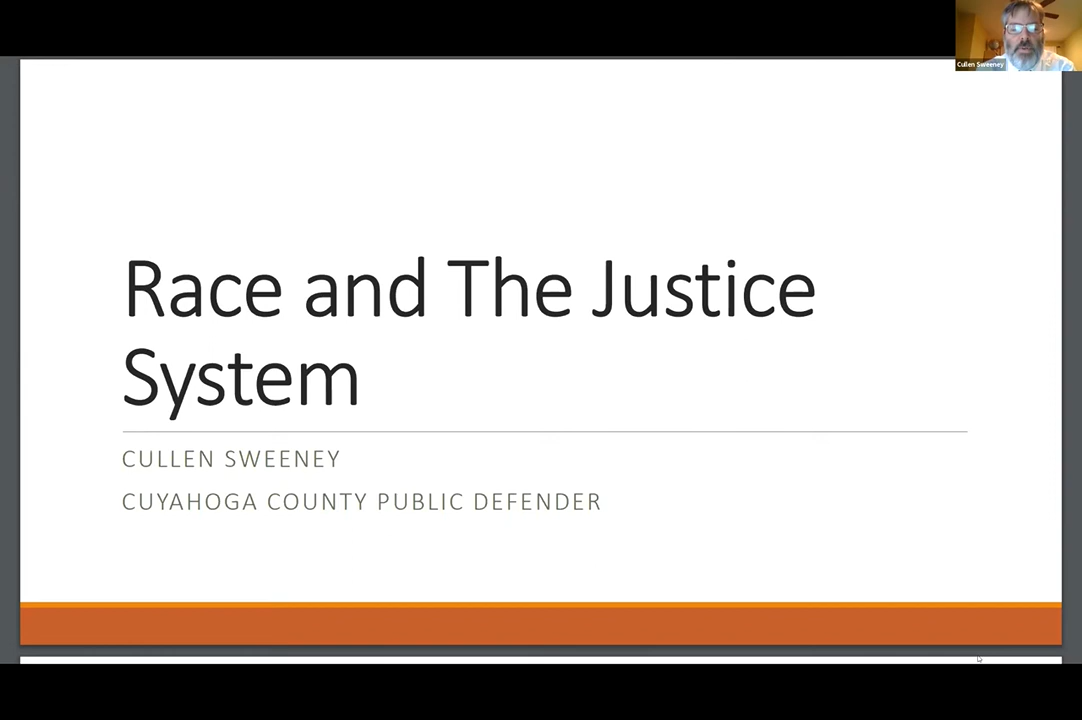 Cullen Sweeney
Race and The Justice
System
CULLEN SWEENEY
CUYAHOGA COUNTY PUBLIC DEFENDER